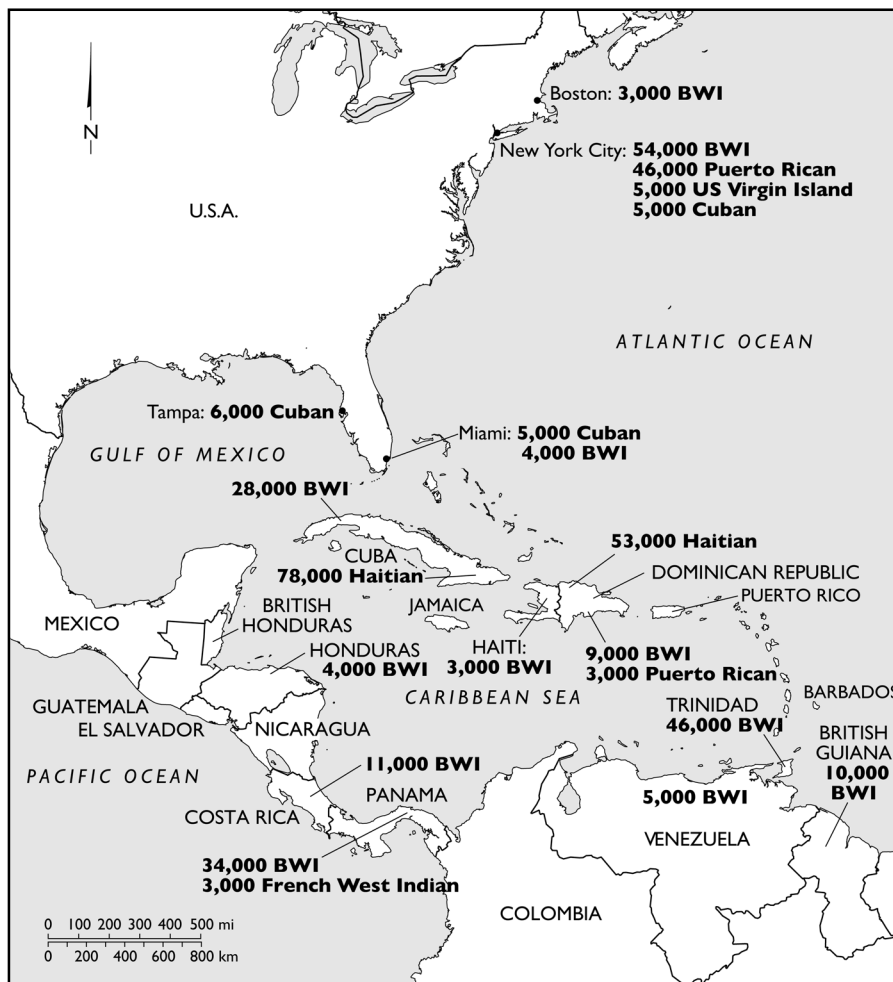 Boston: 3,000 BWI
N
New York City: 54,000 BWI
46,000 Puerto Rican
5,000 US Virgin Island
5,000 Cuban
U.S.A.
ATLANTIC OCEAN
Tampa: 6,000 Cuban
Miami: 5,000 Cuban
4,000 BWI
GULF OF MEXICO
28,000 BWI
53,000 Haitian
CUBA
78,000 Haitian
DOMINICAN REPUBLIC
PUERTO RICO
JAMAICA
BRITISH
HONDURAS
MEXICO
HAITI:
3,000 BWI
9,000 BWI
3,000 Puerto Rican
HONDURAS
4,000 BWI
CARIBBEAN SEA
BARBADOS
TRINIDAD
46,000 BWI
GUATEMALA
EL SALVADOR
NICARAGUA
BRITISH
GUIANA
10,000
BWI
PACIFIC OCEAN
11,000 BWI
PANAMA
COSTA RICA
5,000 BWI
VENEZUELA
34,000 BWI
3,000 French West Indian
COLOMBIA
0 100 200 300 400 500 mi
0 200 400 600 800 km